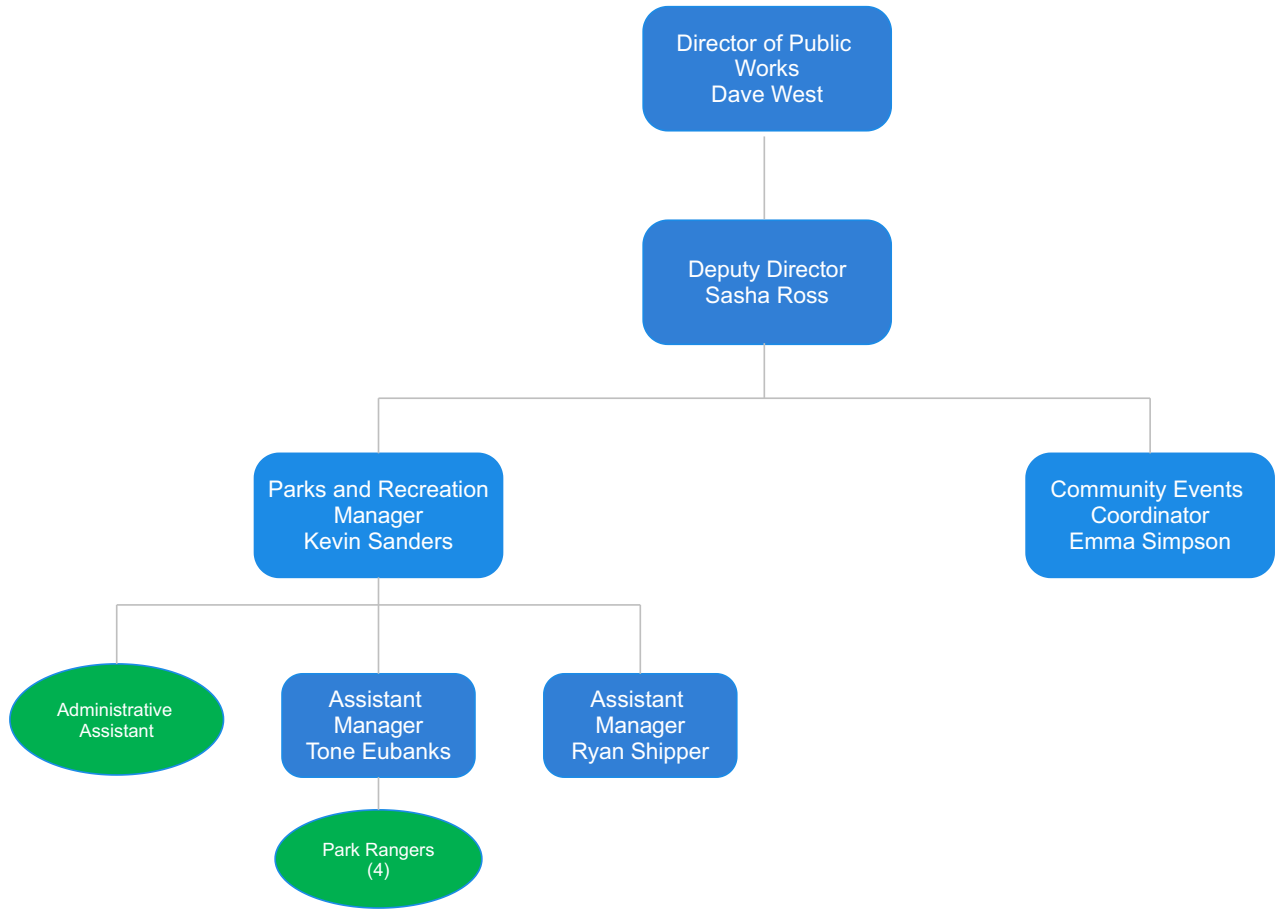 Director of Public
Works
Dave West
Deputy Director
Sasha Ross
Parks and Recreation
Manager
Kevin Sanders
Community Events
Coordinator
Emma Simpson
Administrative
Assistant
Assistant
Manager
Tone Eubanks
Assistant
Manager
Ryan Shipper
Park Rangers
(4)